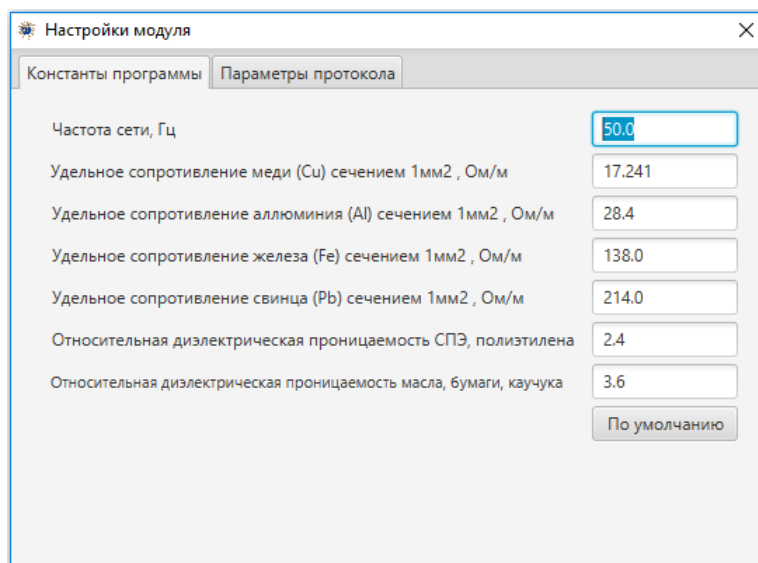 Настройки модуля
Константы программы Параметры протокола
Частота сети, Гц 50.0
Удельное сопротивление меди (Cu) сечением 1мм2 , Ом/м 17.241
Удельное сопротивление аллюминия (Al) сечением 1мм2 , Ом/м 28.4
Удельное сопротивление железа (Fe) сечением 1мм2 , Ом/м 138.0
Удельное сопротивление свинца (Pb) сечением 1мм2 , Ом/м 214.0
Относительная диэлектрическая проницаемость СПЭ, полиэтилена 2.4
Относительная диэлектрическая проницаемость масла, бумаги, каучука 3.6
По умолчанию